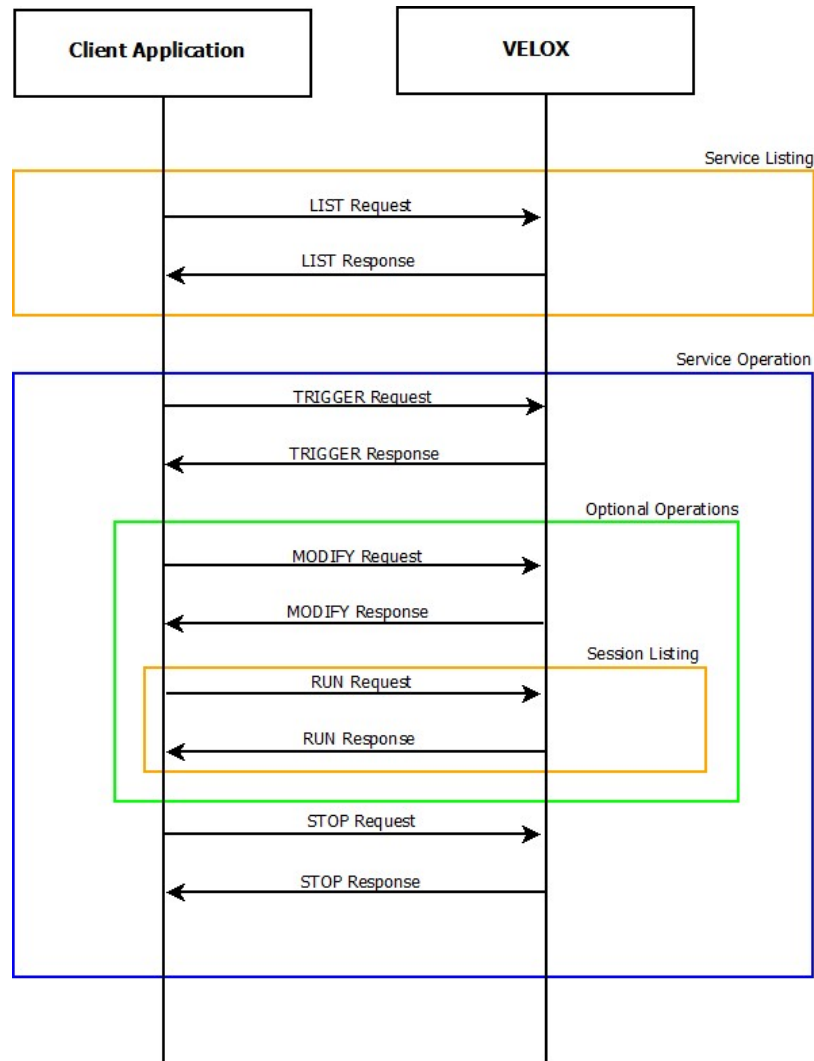 Client Application
VELOX
Service Listing
LIST Request
LIST Response
Service Operation
TRIGGER Request
TRIGGER Response
Optional Operations
MODIFY Request
MODIFY Response
Session Listing
RUN Request
RUN Response
STOP Request
STOP Response